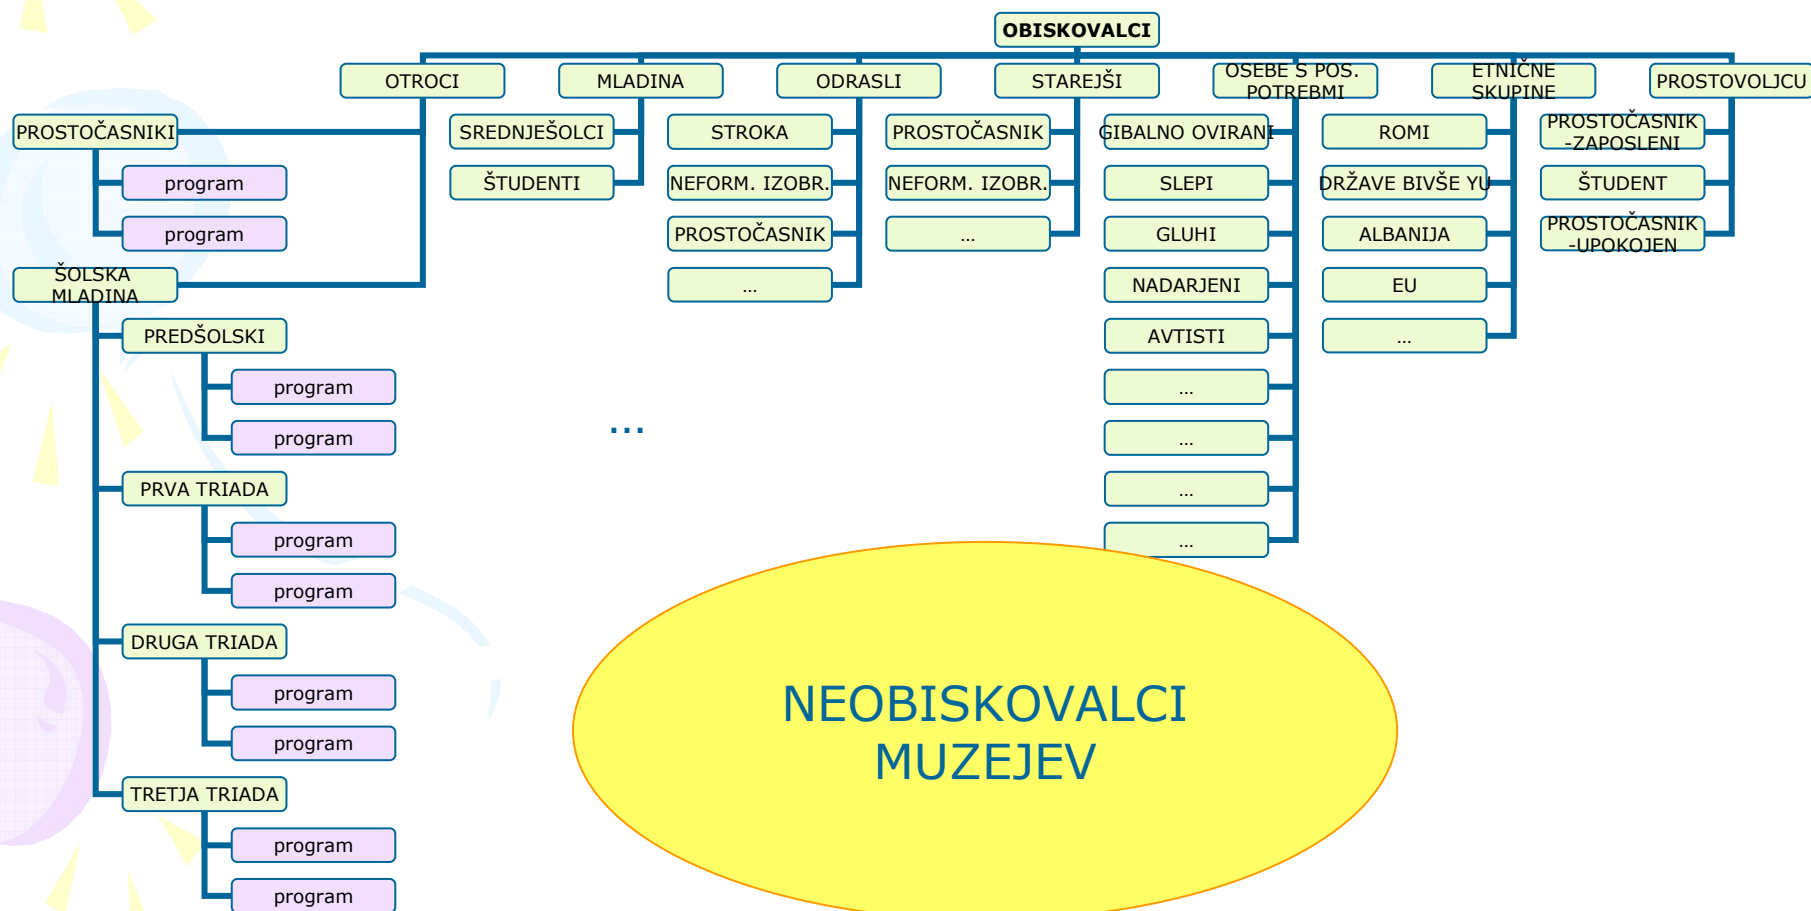 OBISKOVALCI
OTROCI
MLADINA
ODRASLI
STAREJŠI
OSEBE S POS.
POTREBMI
ETNIČNE
SKUPINE
PROSTOVOLJCU
PROSTOČASNIKI
program
program
ŠOLSKA
MLADINA
PREDŠOLSKI
program
program
PRVA TRIADA
program
program
DRUGA TRIADA
program
program
TRETJA TRIADA
program
program
SREDNJEŠOLCI
ŠTUDENTI
STROKA
NEFORM. IZOBR.
PROSTOČASNIK
...
PROSTOČASNIK
NEFORM. IZOBR.
...
GIBALNO OVIRANI
SLEPI
GLUHI
NADARJENI
AVTISTI
...
...
...
...
ROMI
DRŽAVE BIVŠE YU
ALBANIJA
EU
...
PROSTOČASNIK
-ZAPOSLENI
ŠTUDENT
PROSTOČASNIK
-UPOKOJEN
...
NEOBISKOVALCI
MUZEJEV